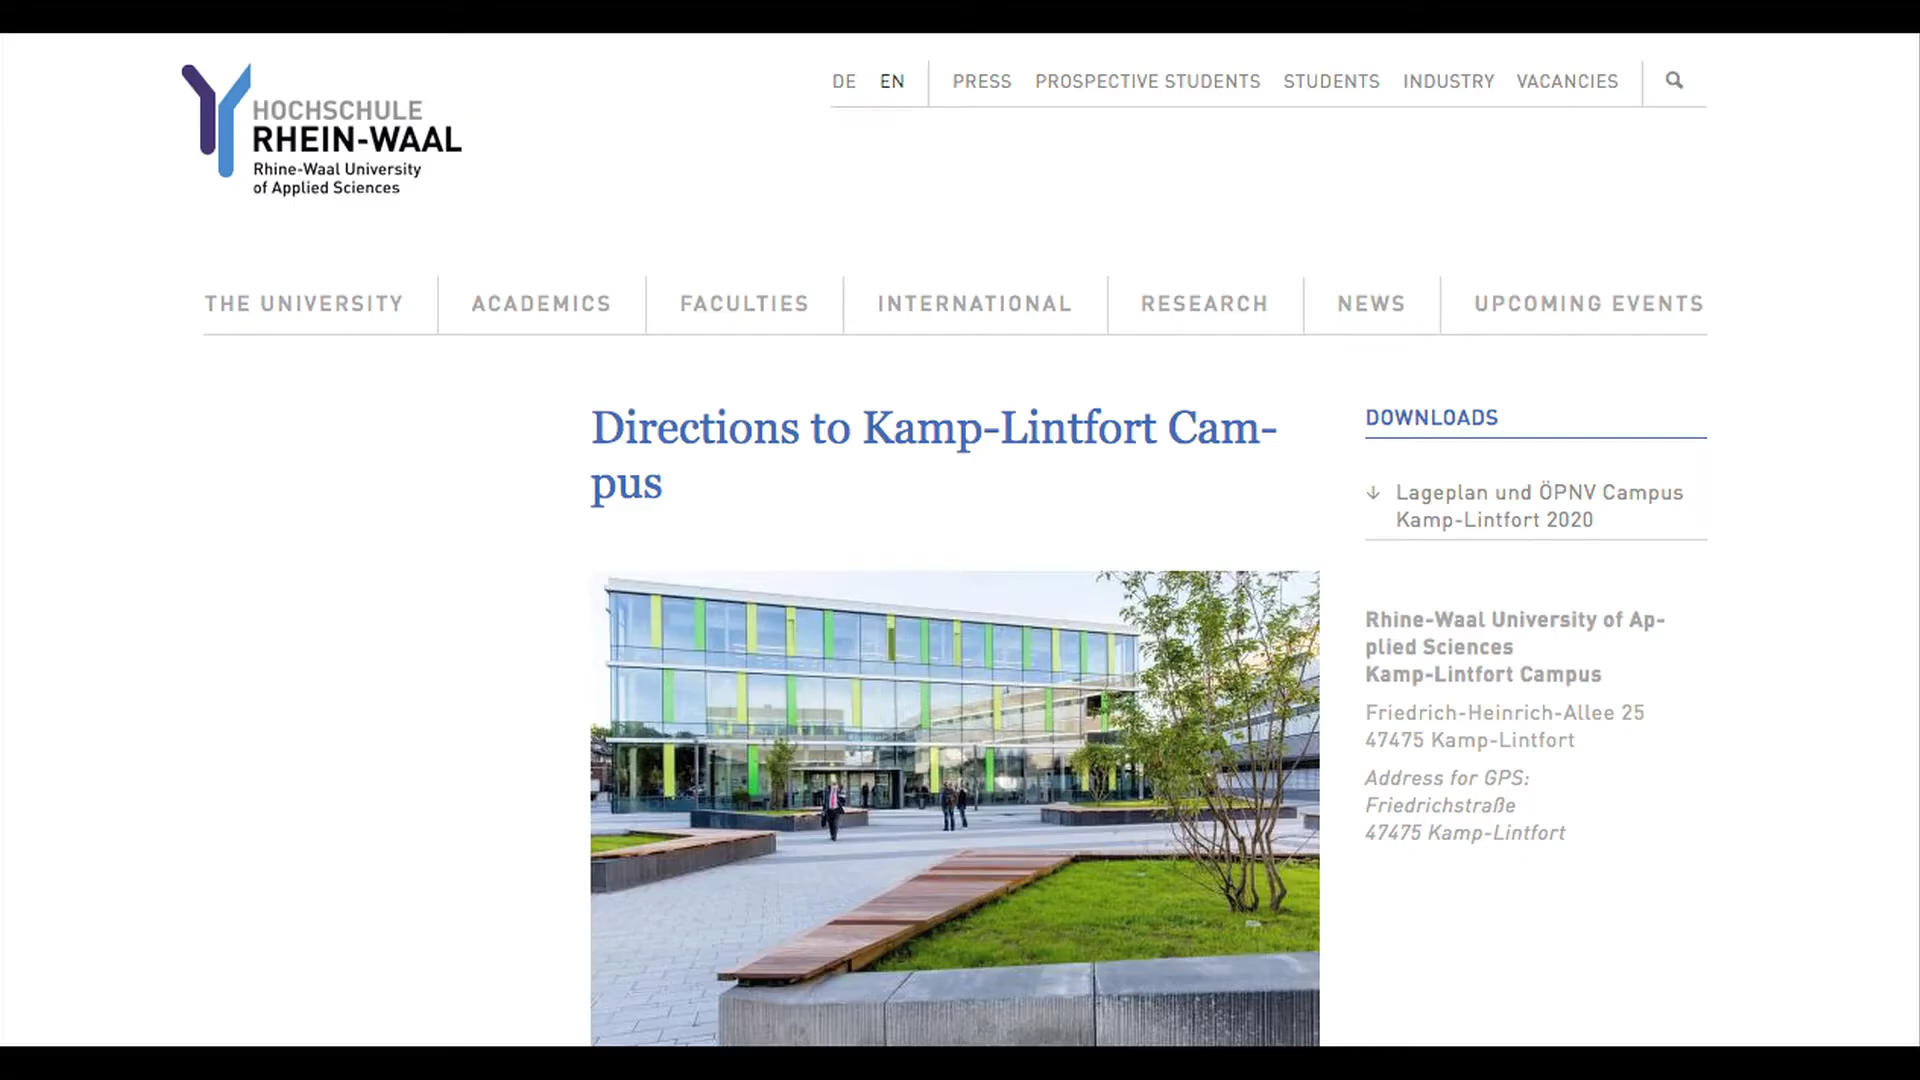 HOCHSCHULE
RHEIN-WAAL
Rhine-Waal University
of Applied Sciences
DE EN PRESS PROSPECTIVE STUDENTS STUDENTS INDUSTRY VACANCIES
THE UNIVERSITY ACADEMICS FACULTIES INTERNATIONAL RESEARCH NEWS UPCOMING EVENTS
Directions to Kamp-Lintfort Cam-
pus
DOWNLOADS
Lageplan und ÖPNV Campus
Kamp-Lintfort 2020
Rhine-Waal University of Ap-
plied Sciences
Kamp-Lintfort Campus
Friedrich-Heinrich-Allee 25
47475 Kamp-Lintfort
Address for GPS:
Friedrichstraße
47475 Kamp-Lintfort